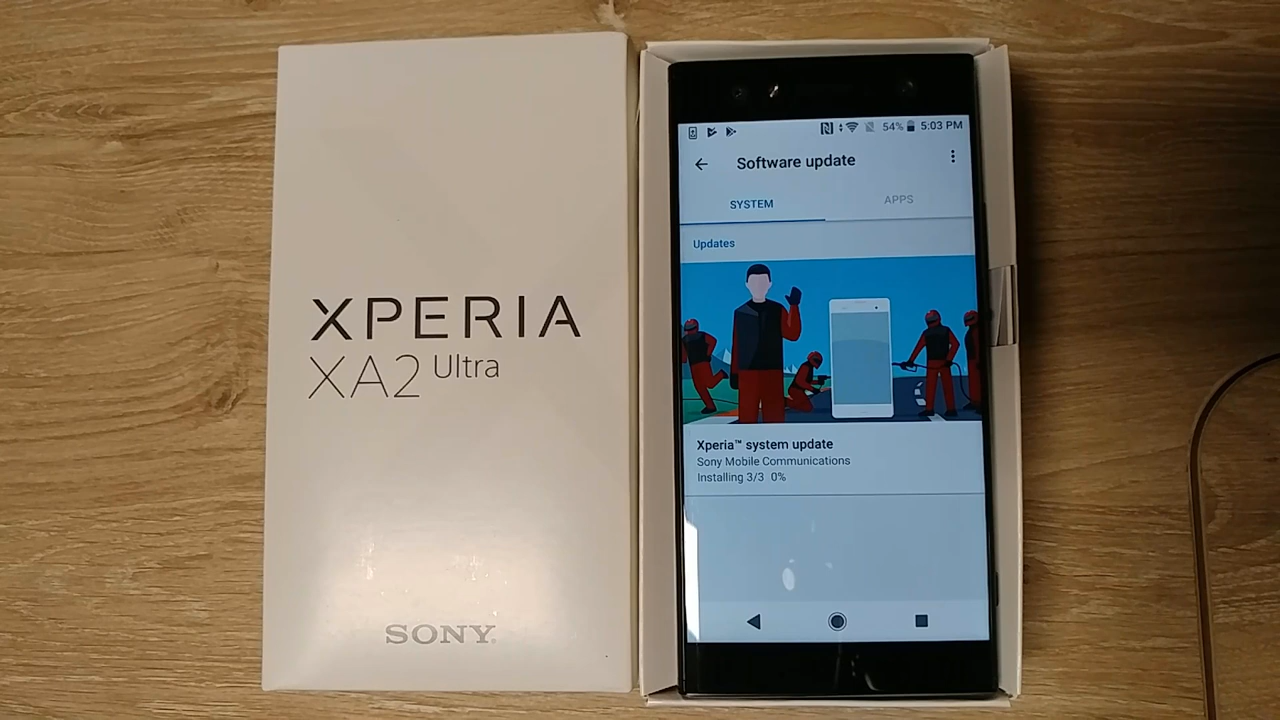 XPERIA
XA2 Ultra
SONY
54% 5:03 PM
Software update
SYSTEM
APPS
Updates
Xperia™ system update
Sony Mobile Communications
Installing 3/3 0%